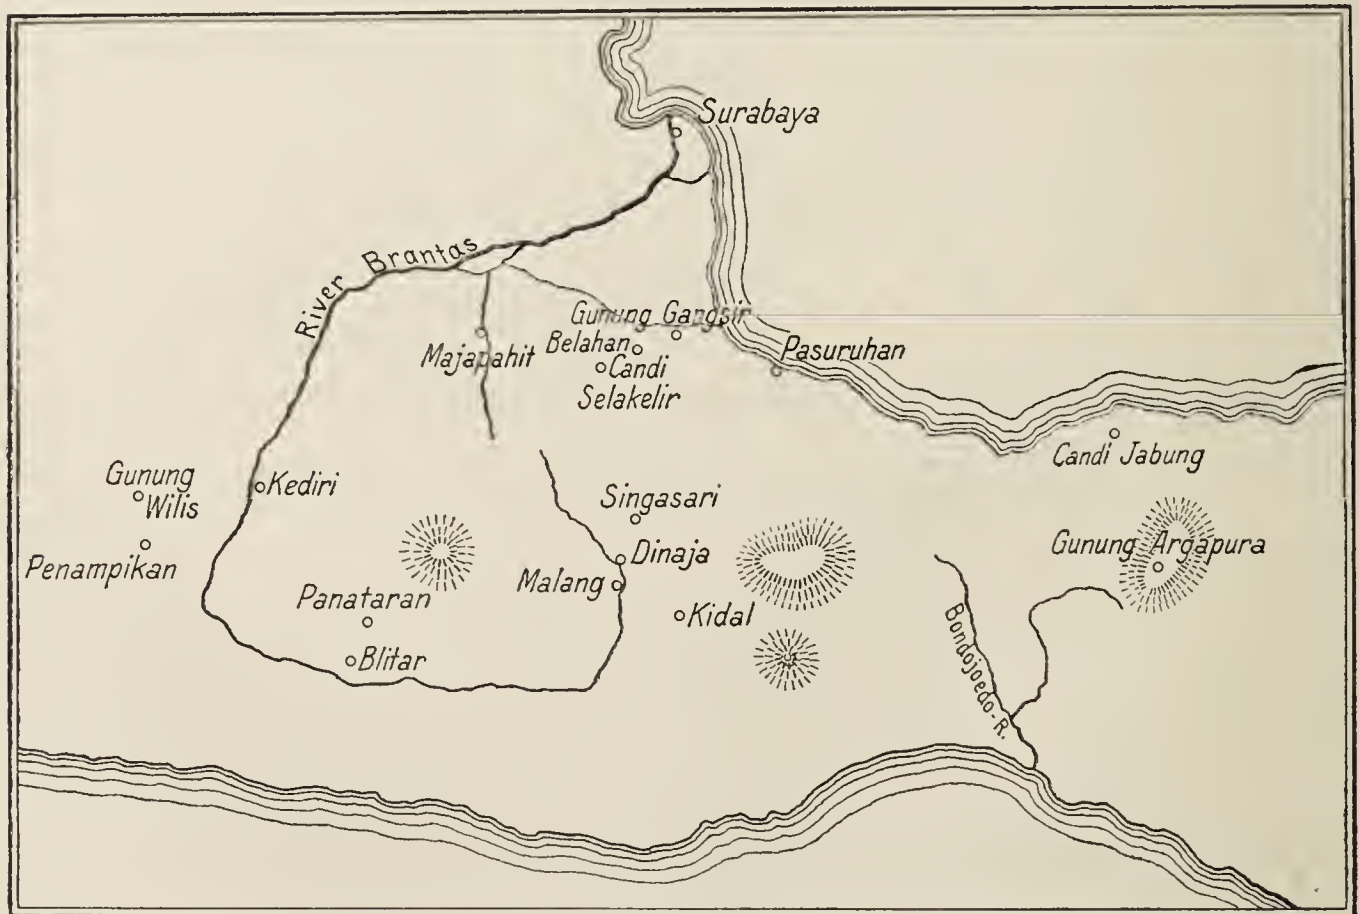 Surabaya
River Brantas
Gunung Gangsir
Majapahit
Belahan
Candi
Selakelir
Pasuruhan
Candi Jabung
Gunung
Wilis
Kediri
Singasari
Gunung Argapura
Penampikan
Dinaja
Malang
Panataran
Kidal
Blitar
Bondojoedo-R.